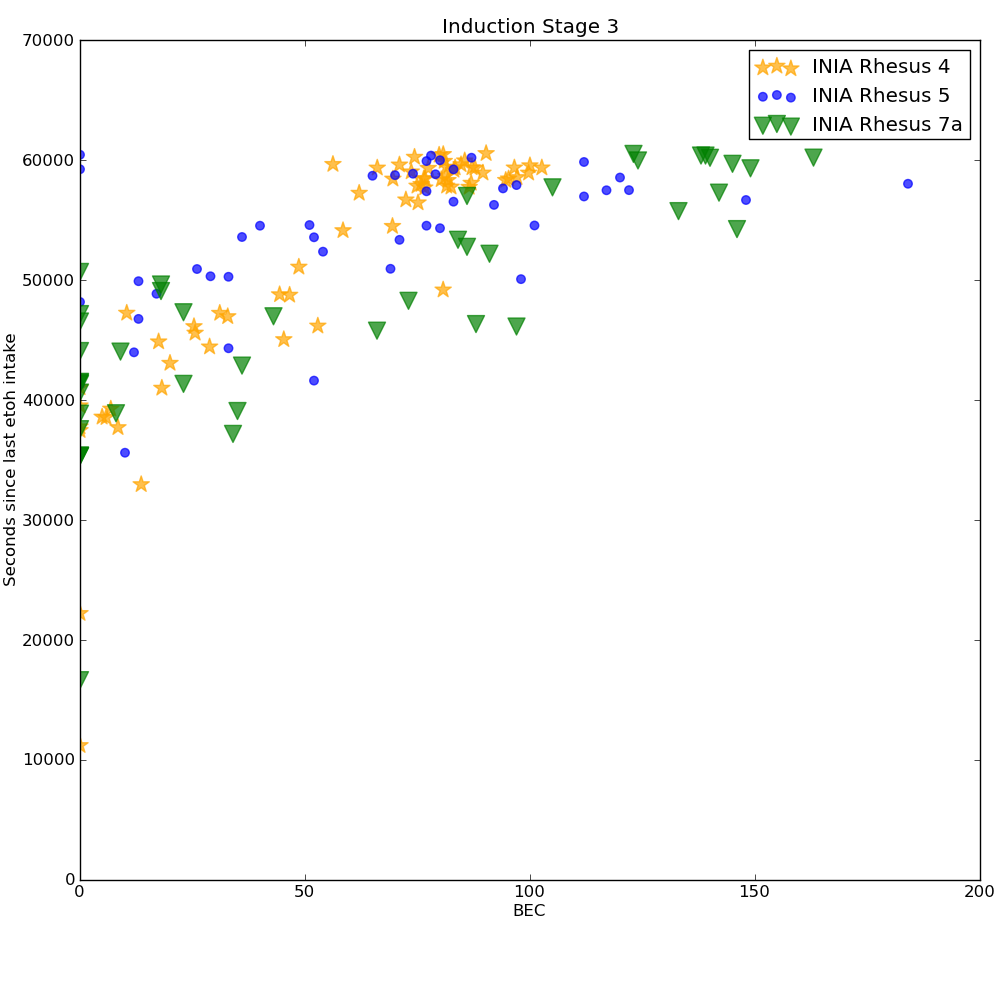 Induction Stage 3
70000
60000
50000
40000
30000
20000
10000
0
Seconds since last etoh intake
INIA Rhesus 4
INIA Rhesus 5
INIA Rhesus 7a
0 50 100 150 200
BEC